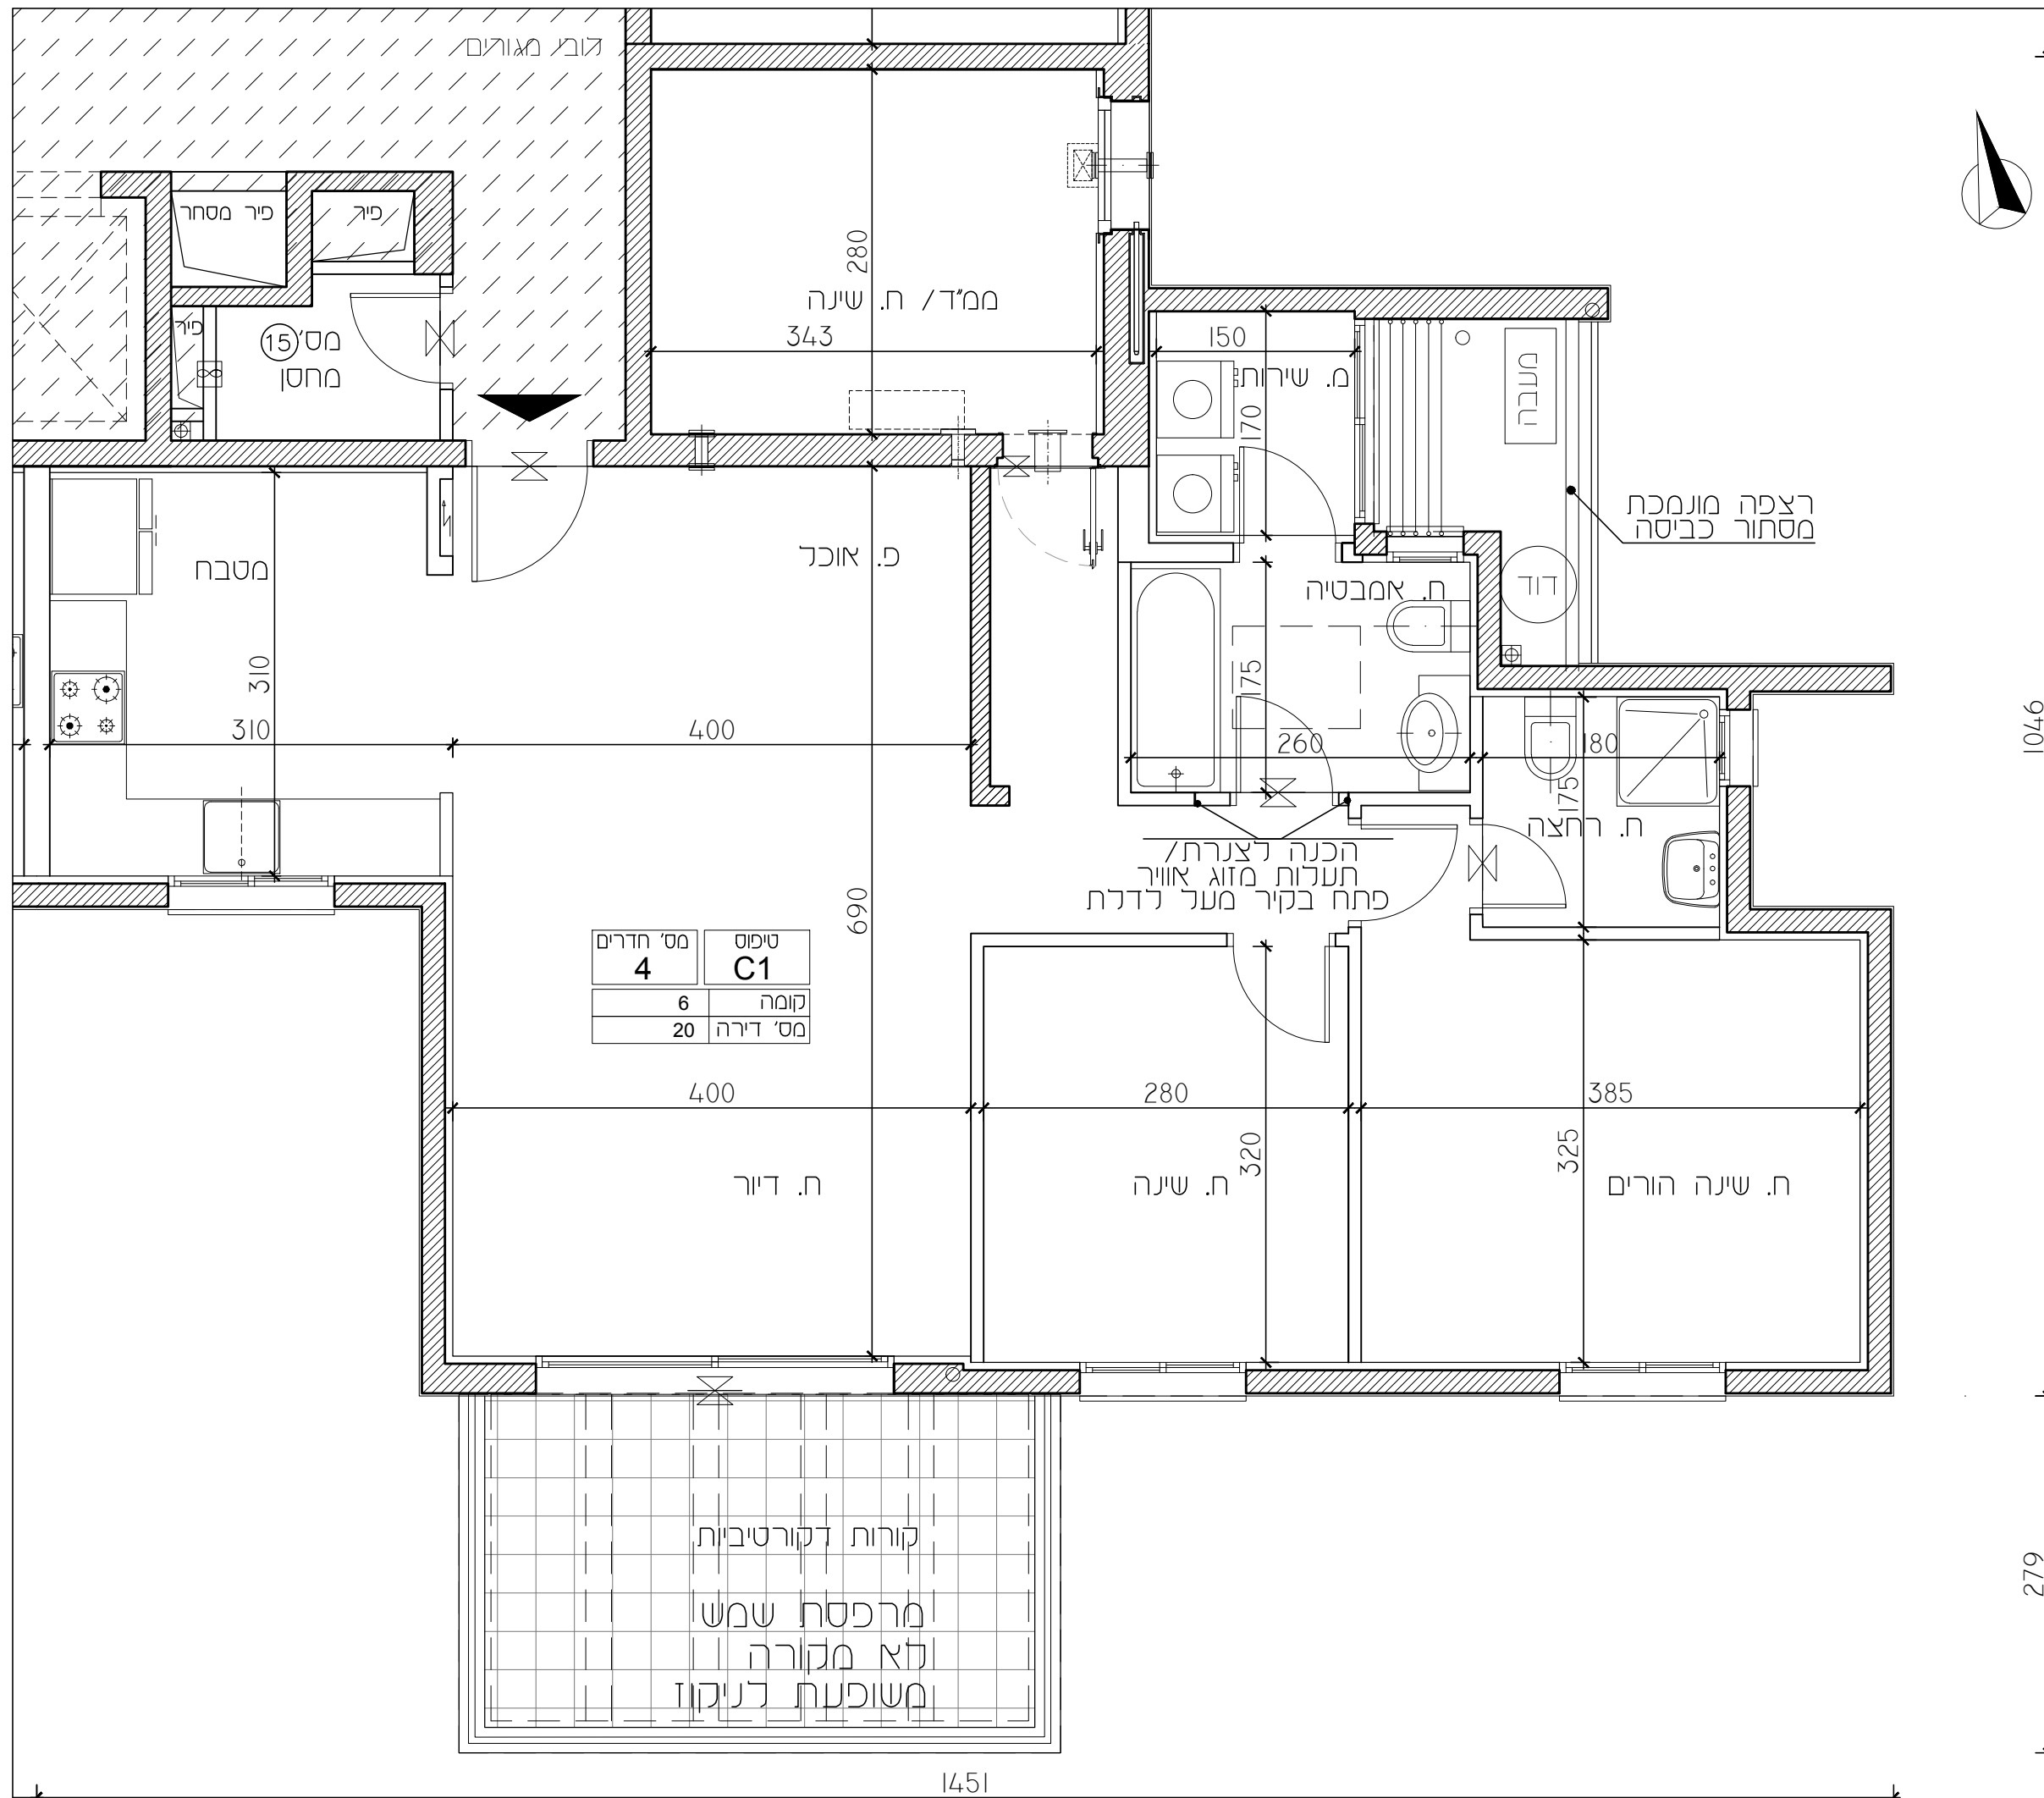 לובי מגורים
פיר מסחר
פיר
פיר
מס' 15
מחסן
280
ממ"ד/ ח. שינה
343
150
מ. שירות
170
מעבה
רצפה מונמכת
מסתור כביסה
דוד
מטבח
פ. אוכל
ח. אמבטיה
310
310
400
175
260
180
175
ח. רחצה
1046
הכנה לצנרת/
תעלות מזוג אוויר
פתח בקיר מעל לדלת
690
טיפוס C1
מס' חדרים 4
קומה 6
מס' דירה 20
400
280
385
320
325
ח. דיור
ח. שינה
ח. שינה הורים
קורות דקורטיביות
מרפסת שמש
לא מקורה
משופעת לניקוז
279
1451